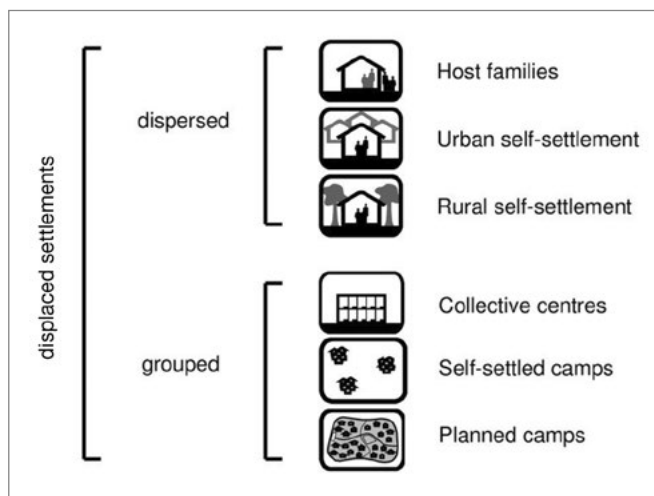 displaced settlements
dispersed
Host families
Urban self-settlement
Rural self-settlement
grouped
Collective centres
Self-settled camps
Planned camps